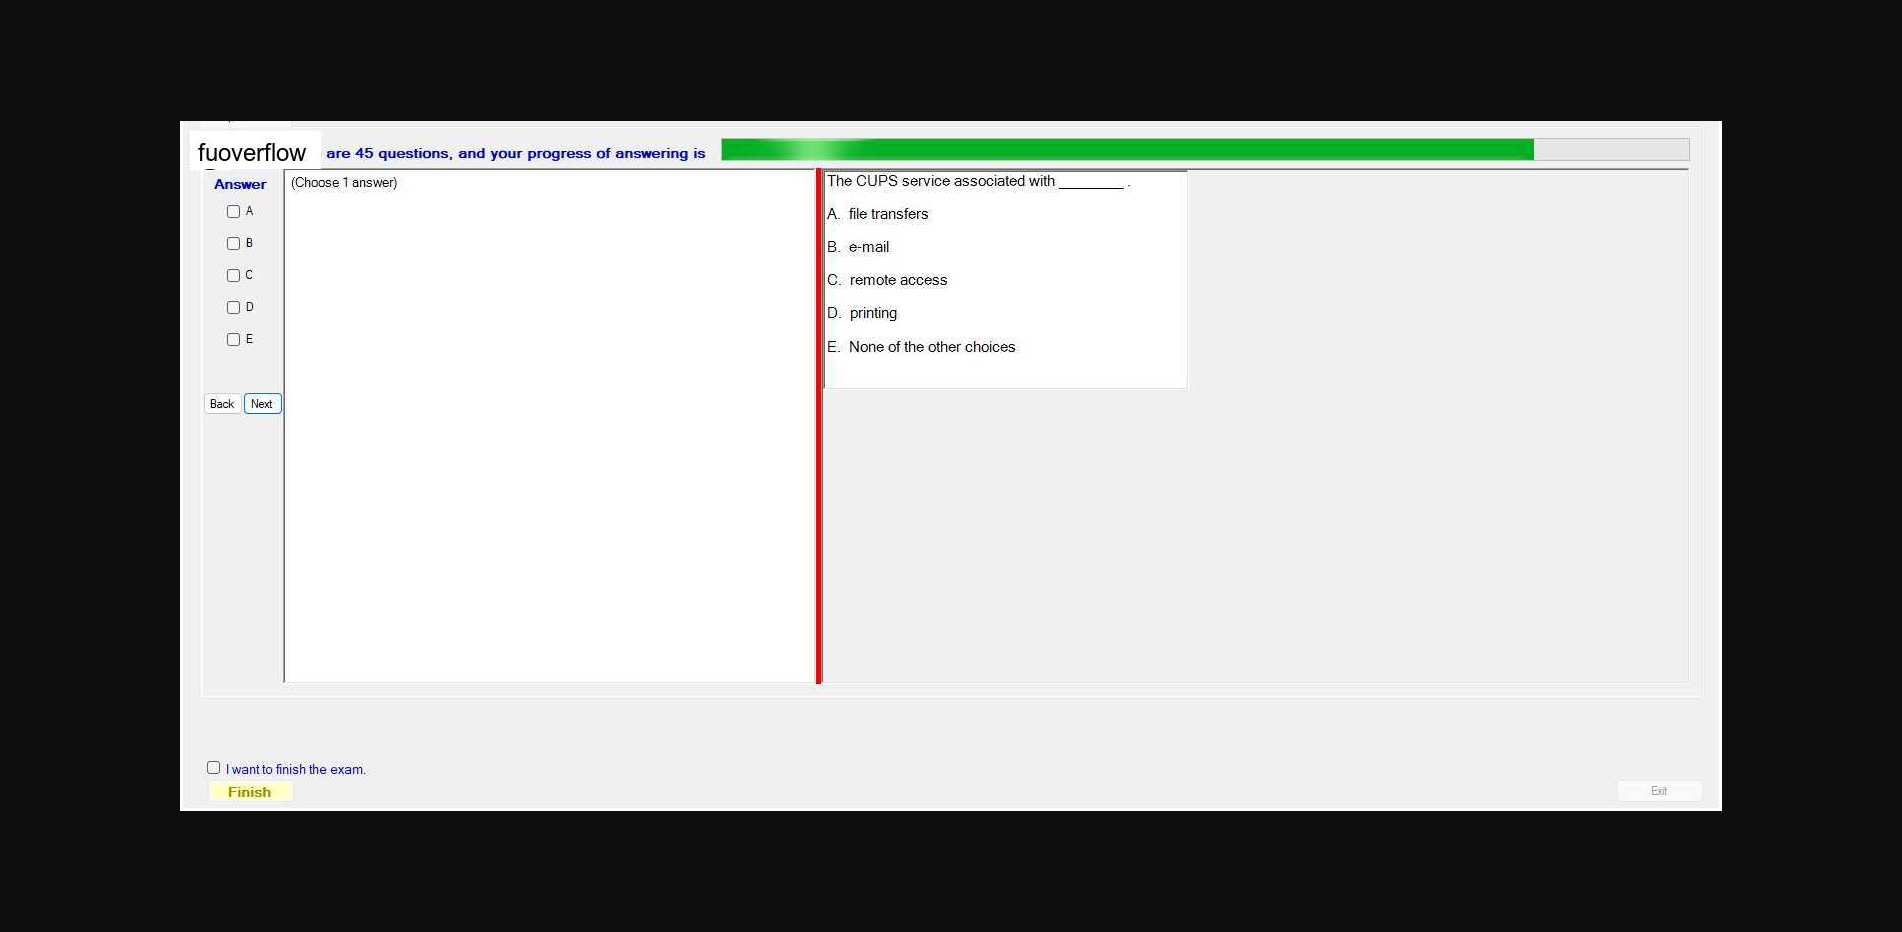 fuoverflow are 45 questions, and your progress of answering is
Answer
(Choose 1 answer)
A
B
C
D
E
Back Next
The CUPS service associated with ________ .
A. file transfers
B. e-mail
C. remote access
D. printing
E. None of the other choices
I want to finish the exam.
Finish
Exit